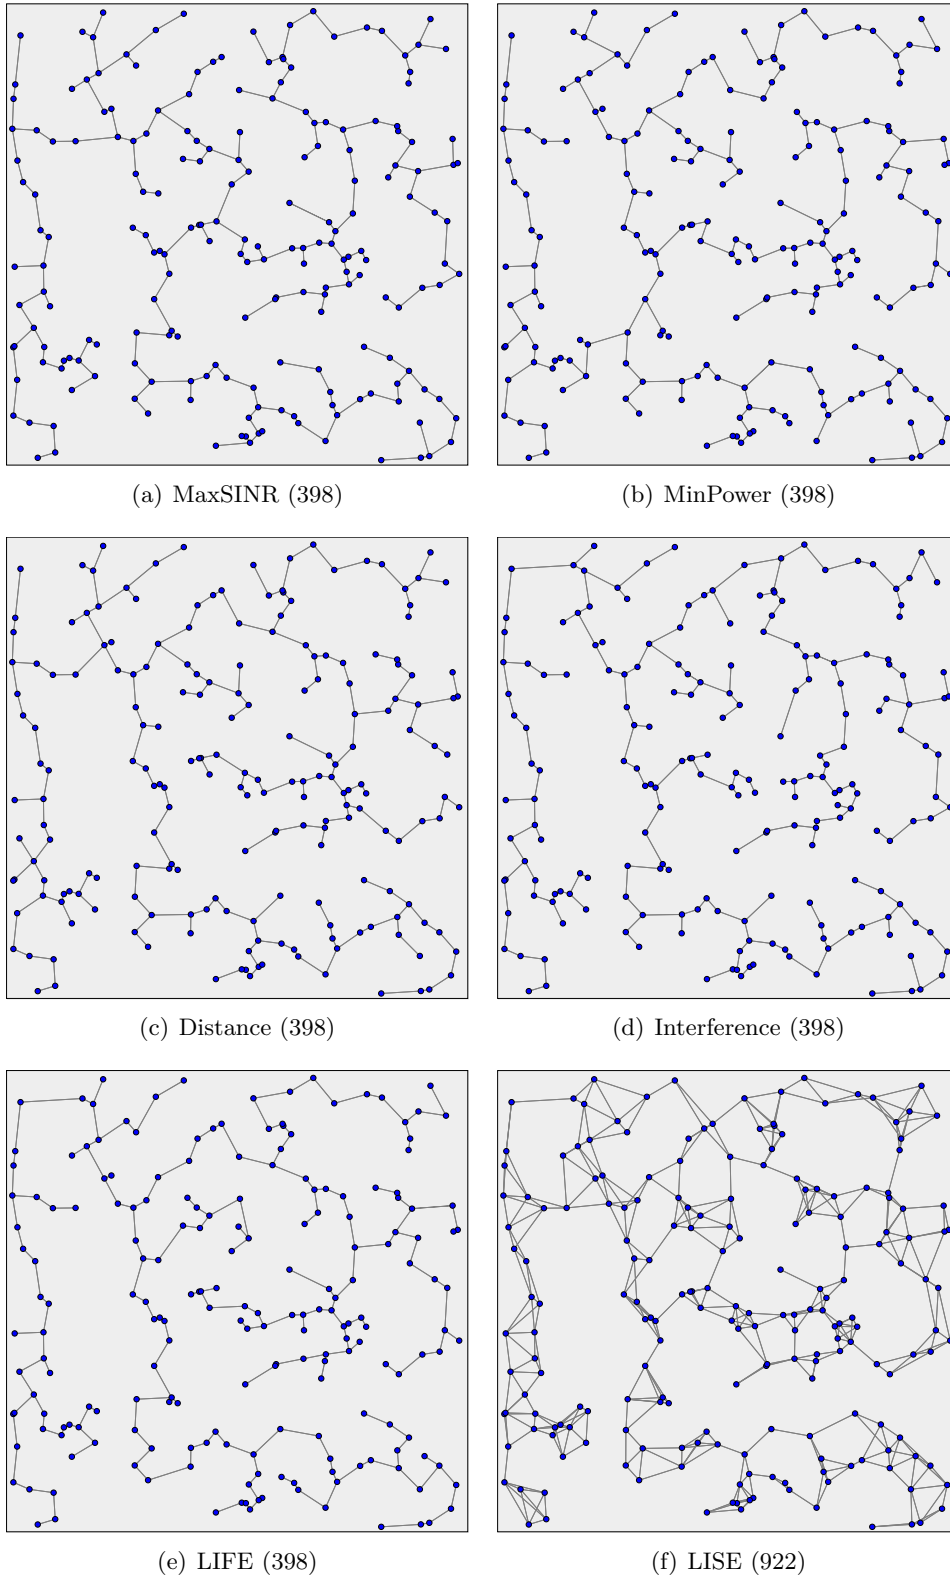 (a) MaxSINR (398)
(b) MinPower (398)
(c) Distance (398)
(d) Interference (398)
(e) LIFE (398)
(f) LISE (922)